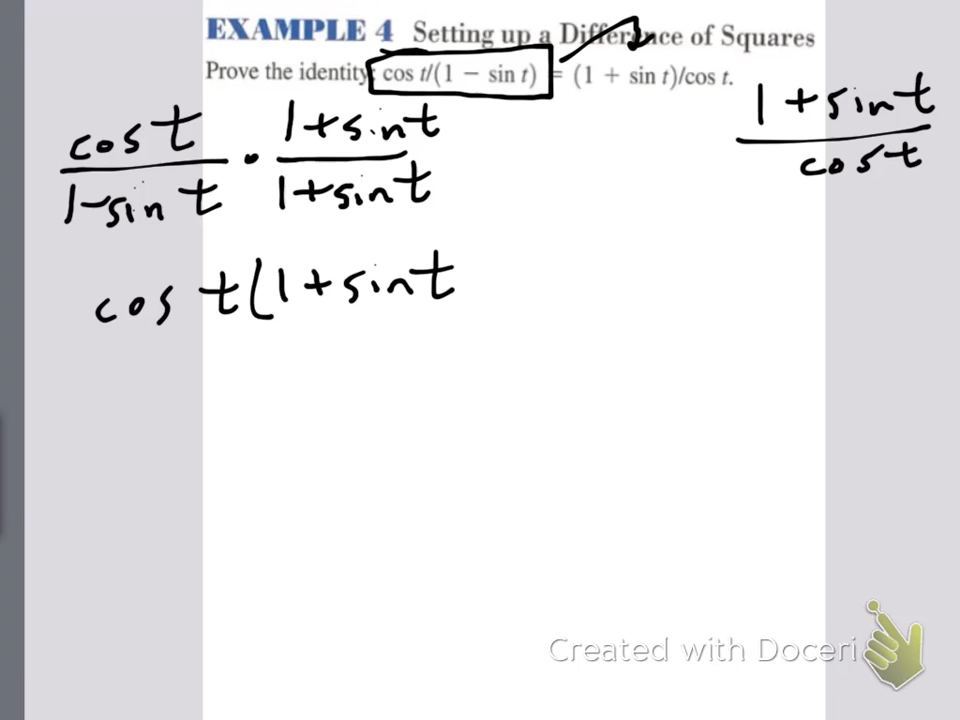 EXAMPLE 4 Setting up a Difference of Squares
Prove the identity: cos t/(1 − sin t) = (1 + sin t)/cos t.
cos t / 1 - sin t · 1 + sin t / 1 + sin t
1 + sin t / cos t
cos t(1 + sin t
Created with Doceri